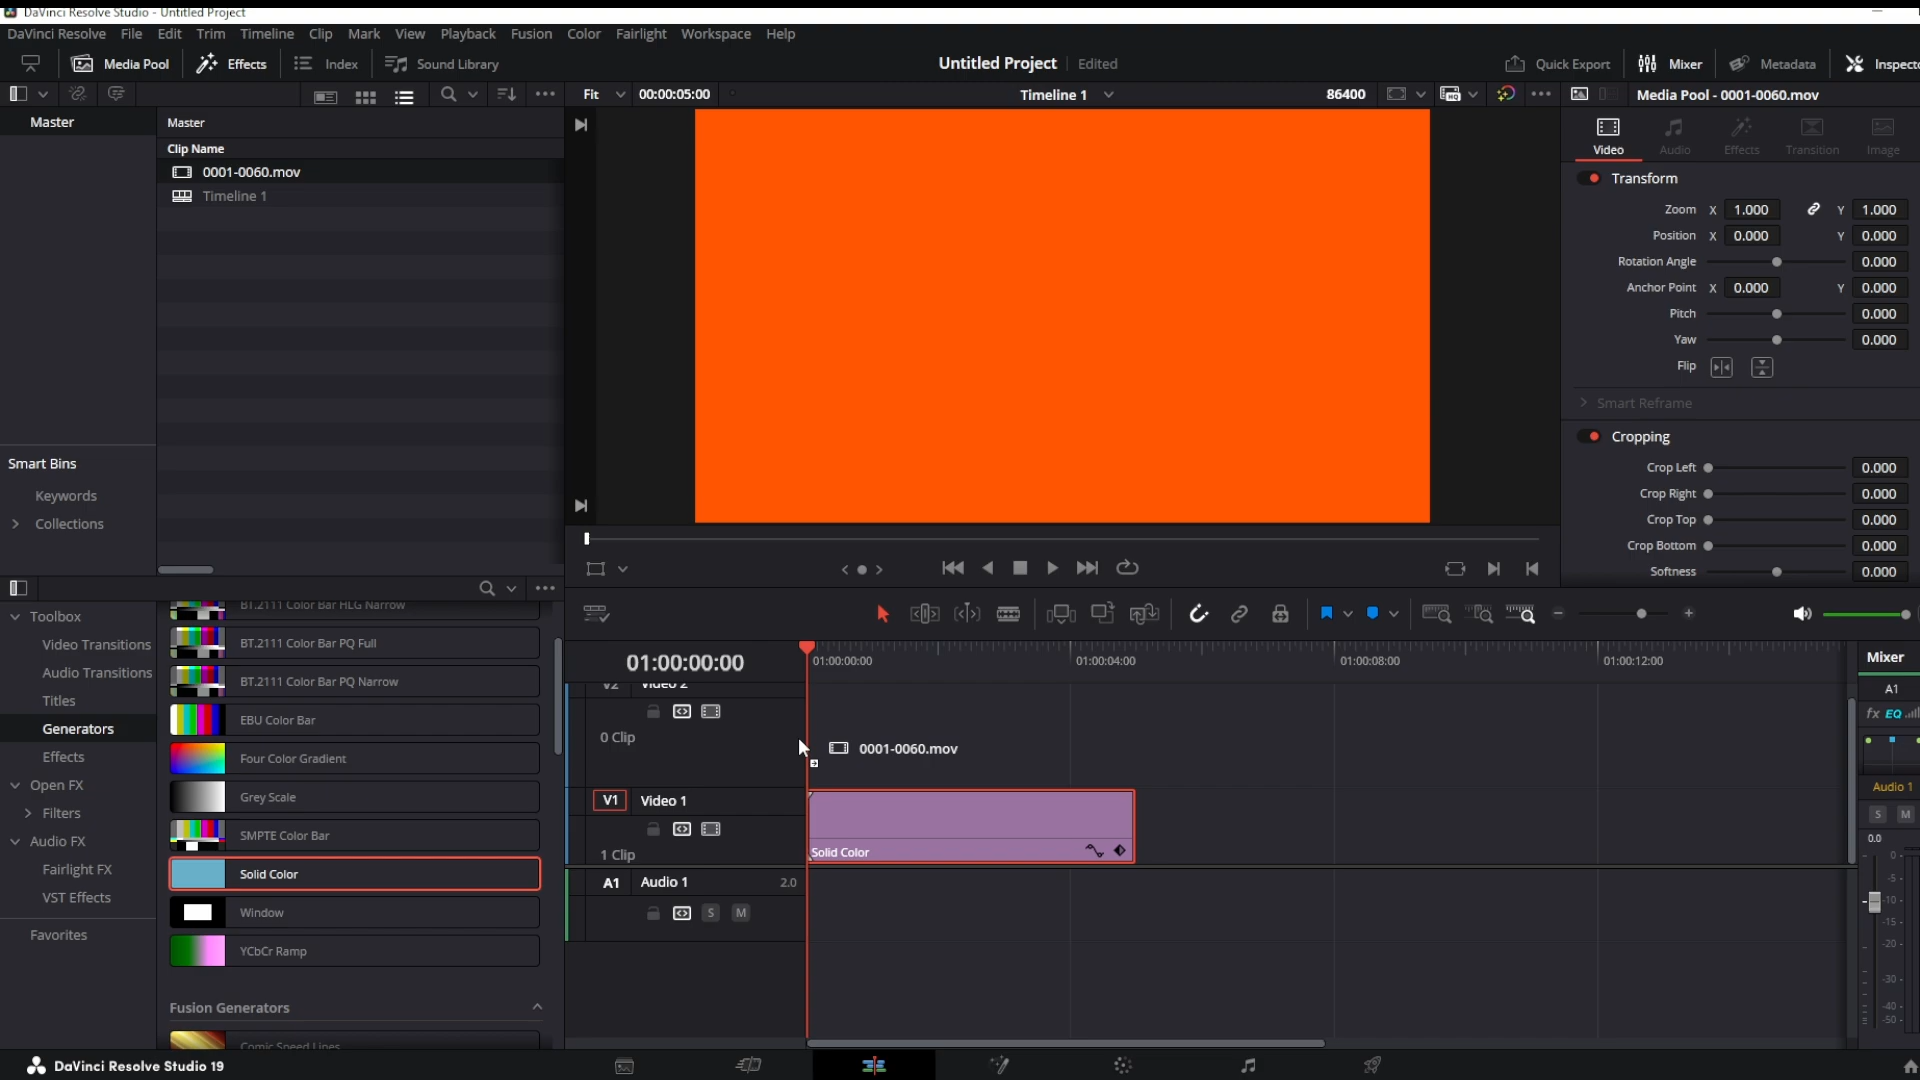 DaVinci Resolve Studio - Untitled Project
DaVinci Resolve File Edit Trim Timeline Clip Mark View Playback Fusion Color Fairlight Workspace Help
Media Pool Effects Index Sound Library Untitled Project Edited Quick Export Mixer Metadata
Fit 00:00:05:00 Timeline 1 86400 Media Pool - 0001-0060.mov
Master
Master
Clip Name
0001-0060.mov
Timeline 1
Video Audio Effects Transition Image
Transform
Zoom X 1.000 Y 1.000
Position X 0.000 Y 0.000
Rotation Angle 0.000
Anchor Point X 0.000 Y 0.000
Pitch 0.000
Yaw 0.000
Flip
Smart Reframe
Cropping
Crop Left 0.000
Crop Right 0.000
Crop Top 0.000
Crop Bottom 0.000
Softness 0.000
Smart Bins
Keywords
Collections
Toolbox
Video Transitions
Audio Transitions
Titles
Generators
Effects
Open FX
Filters
Audio FX
Fairlight FX
VST Effects
Favorites
BT.2111 Color Bar HLG Narrow
BT.2111 Color Bar PQ Full
BT.2111 Color Bar PQ Narrow
EBU Color Bar
Four Color Gradient
Grey Scale
SMPTE Color Bar
Solid Color
Window
YCbCr Ramp
Fusion Generators
Comic Speed Lines
01:00:00:00
01:00:00:00 01:00:04:00 01:00:08:00 01:00:12:00
V2 Video 2
0 Clip
0001-0060.mov
V1 Video 1
1 Clip
Solid Color
A1 Audio 1 2.0
S M
Mixer
A1
fx EQ
Audio 1
S M
0.0
0
-5
-10
-15
-20
-30
-40
-50
DaVinci Resolve Studio 19